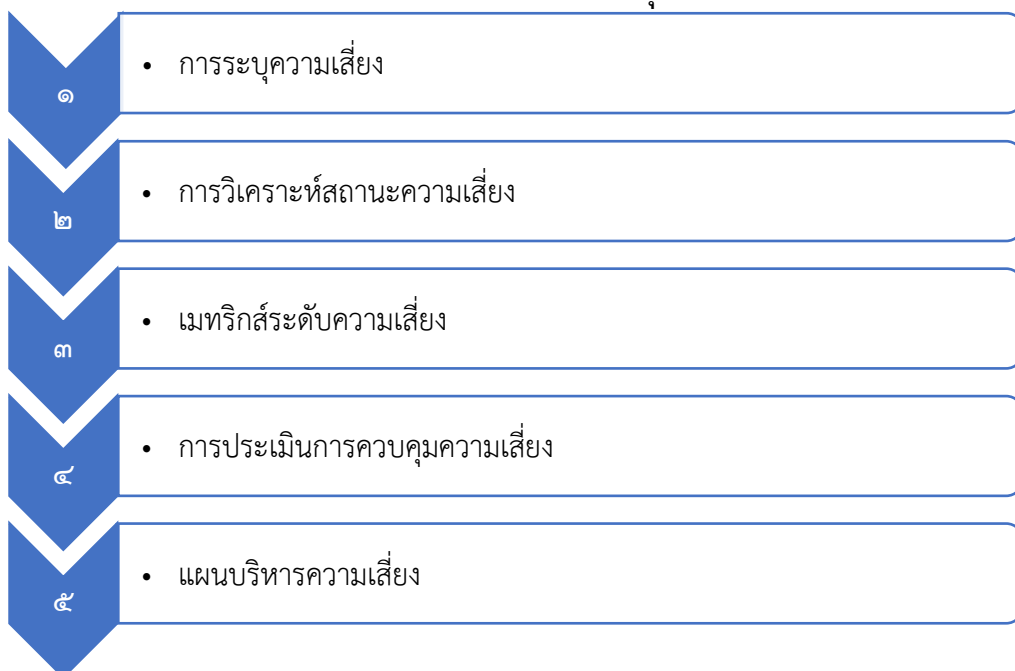 ๑
• การระบุความเสี่ยง
๒
• การวิเคราะห์สถานะความเสี่ยง
๓
• เมทริกส์ระดับความเสี่ยง
๔
• การประเมินการควบคุมความเสี่ยง
๕
• แผนบริหารความเสี่ยง